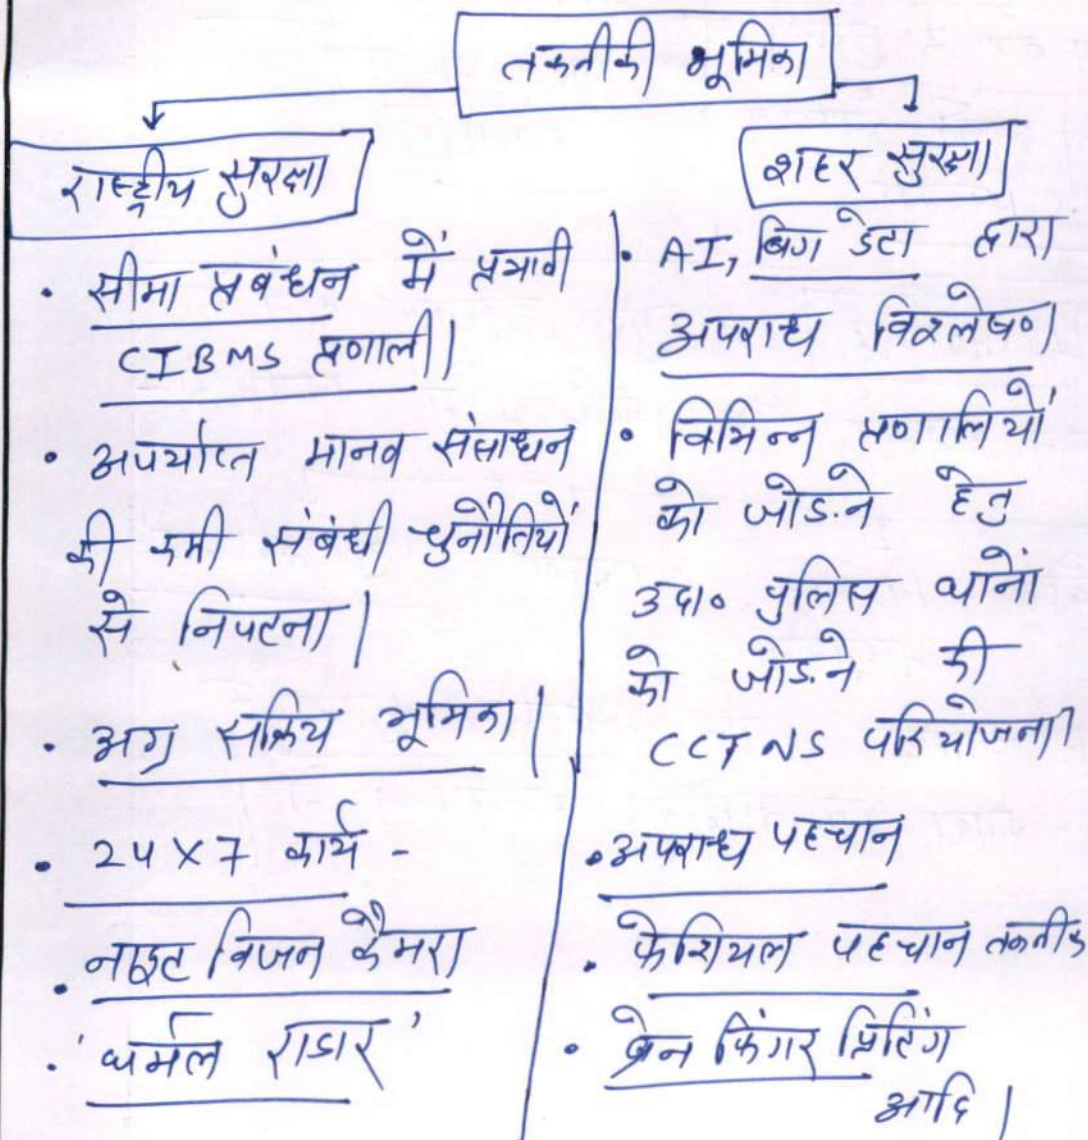 तकनीकी भूमिका
राष्ट्रीय सुरक्षा
• सीमा प्रबंधन में प्रभावी
CIBMS प्रणाली।
• अपर्याप्त मानव संसाधन
की कमी संबंधी चुनौतियों
से निपटना।
• अग्र सक्रिय भूमिका।
• 24 X 7 कार्य -
• नाइट विजन कैमरा
• 'थर्मल राडार'
शहर सुरक्षा
• AI, बिग डेटा द्वारा
अपराध विश्लेषण।
• विभिन्न प्रणालियों
को जोड़ने हेतु
उदा० पुलिस थानों
को जोड़ने की
CCTNS परियोजना।
• अपराध पहचान
• फेशियल पहचान तकनीक
• ब्रेन फिंगर प्रिंटिंग
आदि।